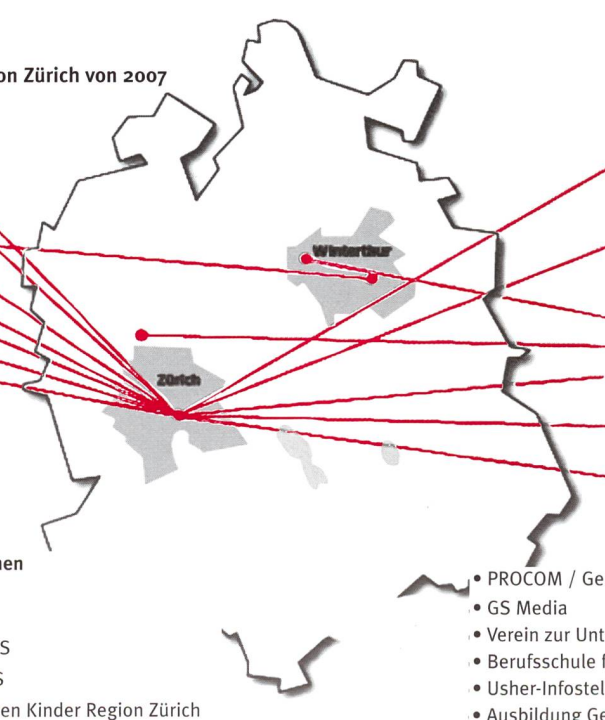 on Zürich von 2007
Winterthur
Zürich
en
S
S
en Kinder Region Zürich
• PROCOM / Ge
• GS Media
• Verein zur Unt
• Berufsschule f
• Usher-Infostel
• Ausbildung Ge